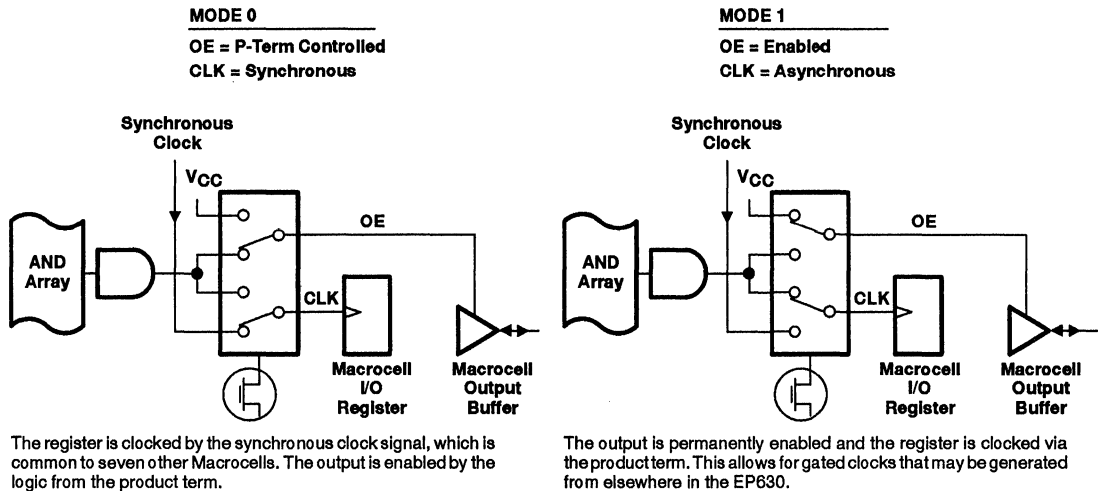 MODE 0
OE = P-Term Controlled
CLK = Synchronous
Synchronous
Clock
VCC
OE
AND
Array
CLK
Macrocell
I/O
Register
Macrocell
Output
Buffer
The register is clocked by the synchronous clock signal, which is
common to seven other Macrocells. The output is enabled by the
logic from the product term.
MODE 1
OE = Enabled
CLK = Asynchronous
Synchronous
Clock
VCC
OE
AND
Array
CLK
Macrocell
I/O
Register
Macrocell
Output
Buffer
The output is permanently enabled and the register is clocked via
the product term. This allows for gated clocks that may be generated
from elsewhere in the EP630.